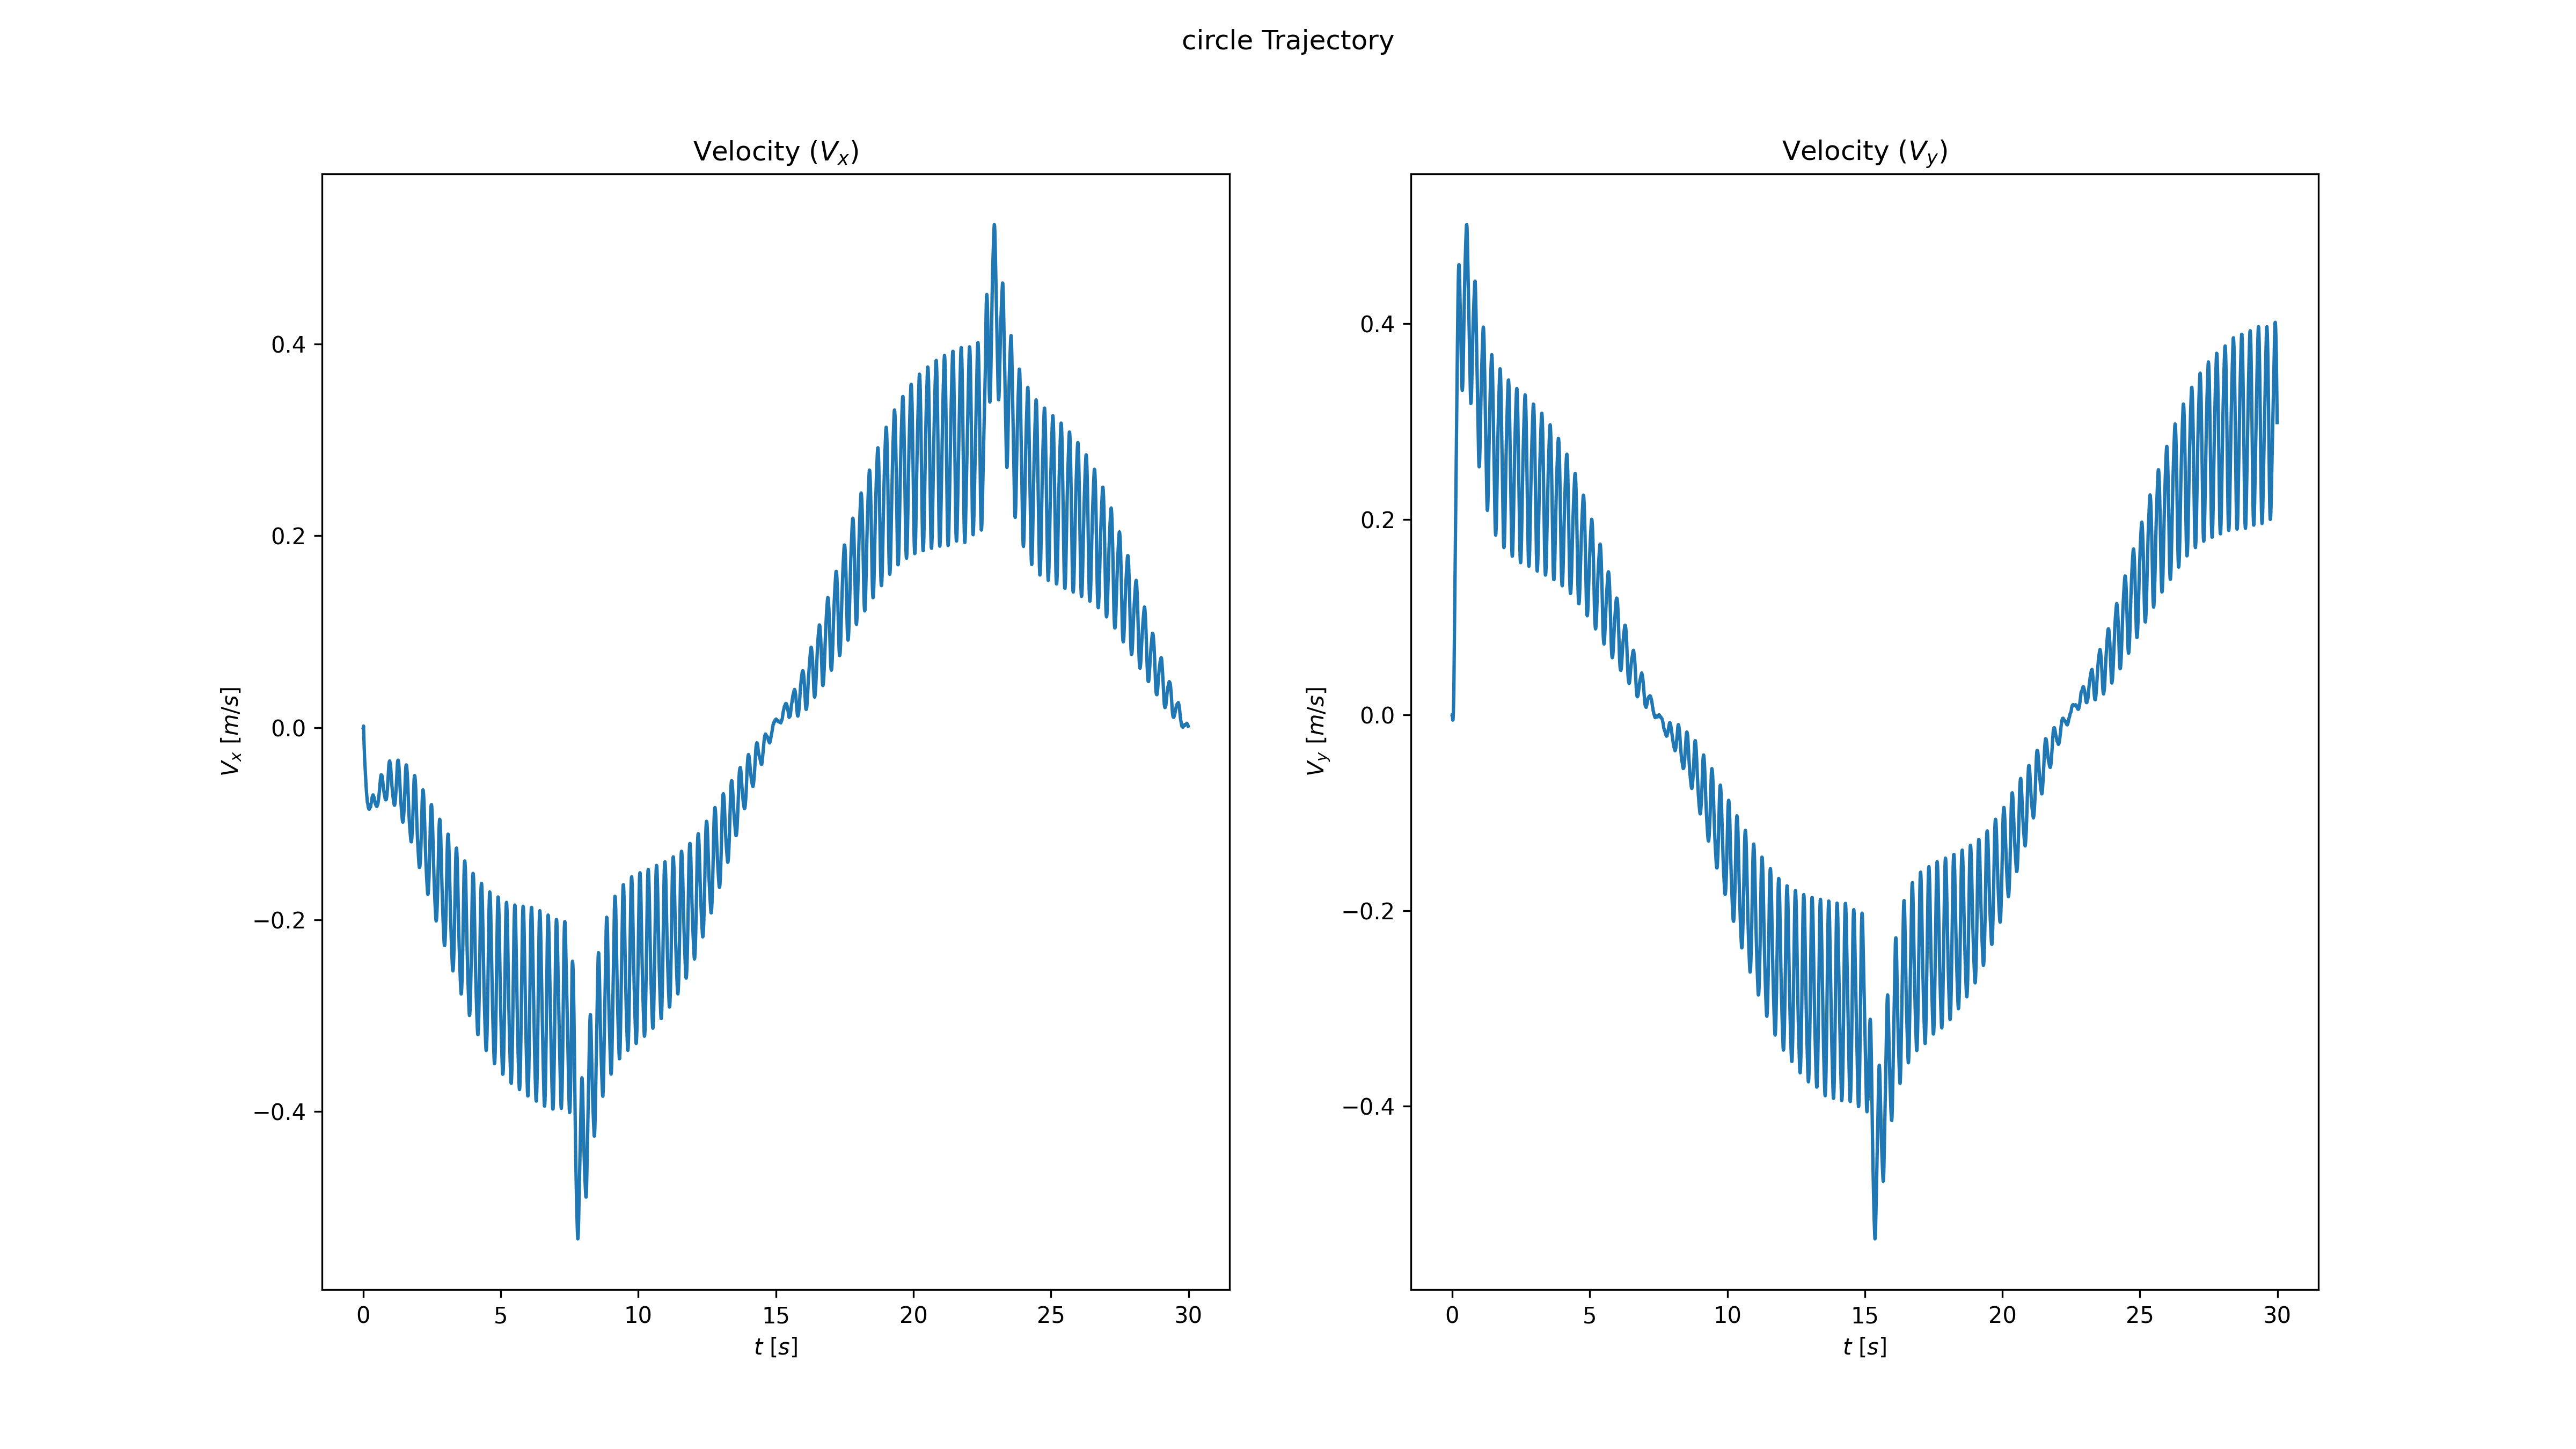 circle Trajectory
Velocity (Vₓ)
0.4
0.2
0.0
−0.2
−0.4
Vₓ [m/s]
0 5 10 15 20 25 30
t [s]
Velocity (V_y)
0.4
0.2
0.0
−0.2
−0.4
V_y [m/s]
0 5 10 15 20 25 30
t [s]